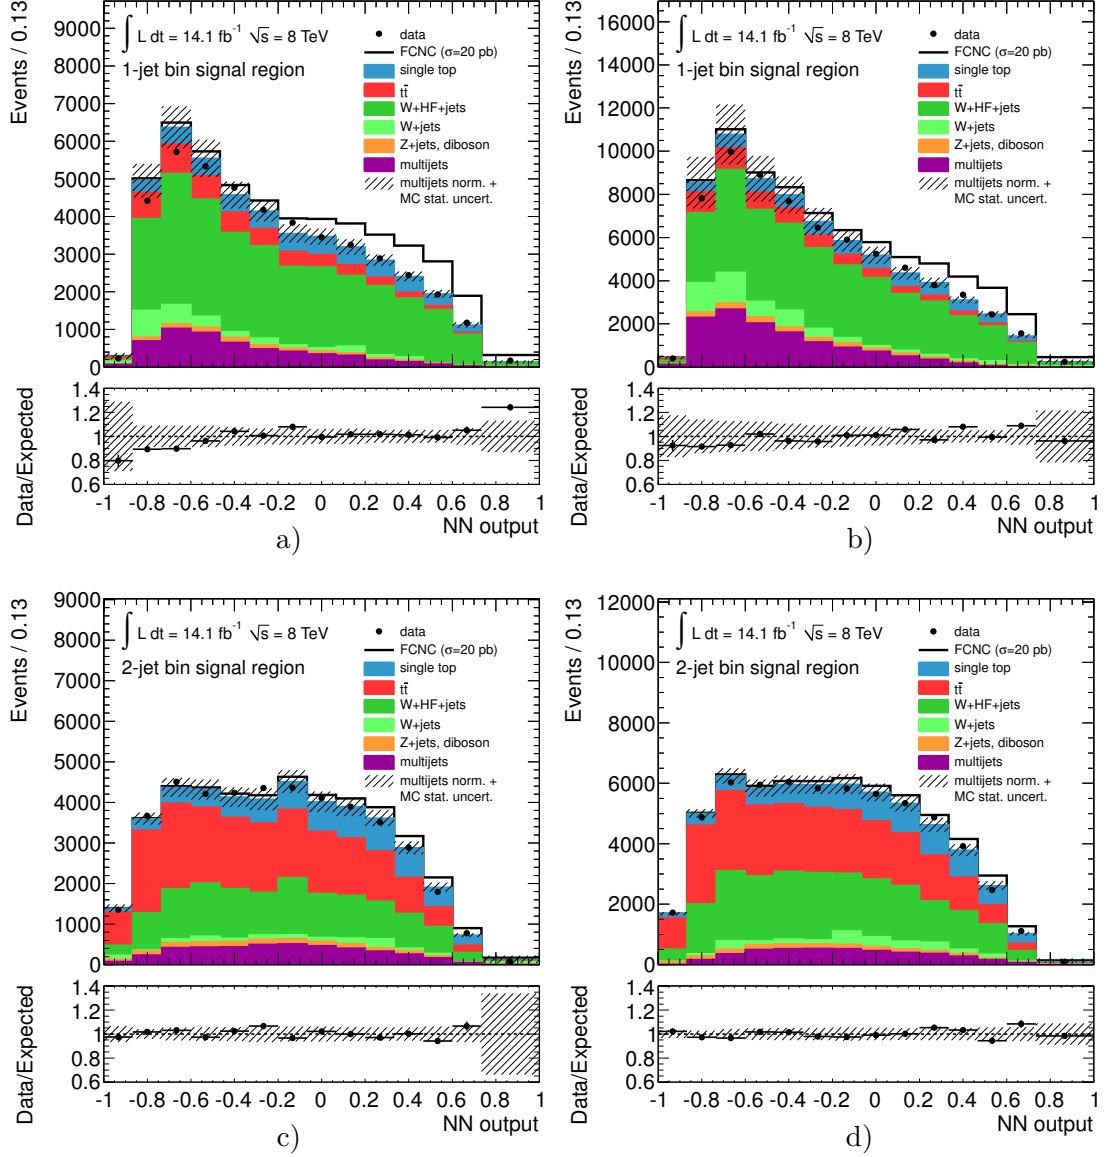 Events / 0.13
9000
8000
7000
6000
5000
4000
3000
2000
1000
0
∫ L dt = 14.1 fb⁻¹ √s = 8 TeV
1-jet bin signal region
data
FCNC (σ=20 pb)
single top
tt̄
W+HF+jets
W+jets
Z+jets, diboson
multijets
multijets norm. +
MC stat. uncert.
Data/Expected
1.4
1.2
1
0.8
0.6
-1 -0.8 -0.6 -0.4 -0.2 0 0.2 0.4 0.6 0.8 1
NN output
a)
Events / 0.13
16000
14000
12000
10000
8000
6000
4000
2000
0
∫ L dt = 14.1 fb⁻¹ √s = 8 TeV
1-jet bin signal region
data
FCNC (σ=20 pb)
single top
tt̄
W+HF+jets
W+jets
Z+jets, diboson
multijets
multijets norm. +
MC stat. uncert.
Data/Expected
1.4
1.2
1
0.8
0.6
-1 -0.8 -0.6 -0.4 -0.2 0 0.2 0.4 0.6 0.8 1
NN output
b)
Events / 0.13
9000
8000
7000
6000
5000
4000
3000
2000
1000
0
∫ L dt = 14.1 fb⁻¹ √s = 8 TeV
2-jet bin signal region
data
FCNC (σ=20 pb)
single top
tt̄
W+HF+jets
W+jets
Z+jets, diboson
multijets
multijets norm. +
MC stat. uncert.
Data/Expected
1.4
1.2
1
0.8
0.6
-1 -0.8 -0.6 -0.4 -0.2 0 0.2 0.4 0.6 0.8 1
NN output
c)
Events / 0.13
12000
10000
8000
6000
4000
2000
0
∫ L dt = 14.1 fb⁻¹ √s = 8 TeV
2-jet bin signal region
data
FCNC (σ=20 pb)
single top
tt̄
W+HF+jets
W+jets
Z+jets, diboson
multijets
multijets norm. +
MC stat. uncert.
Data/Expected
1.4
1.2
1
0.8
0.6
-1 -0.8 -0.6 -0.4 -0.2 0 0.2 0.4 0.6 0.8 1
NN output
d)